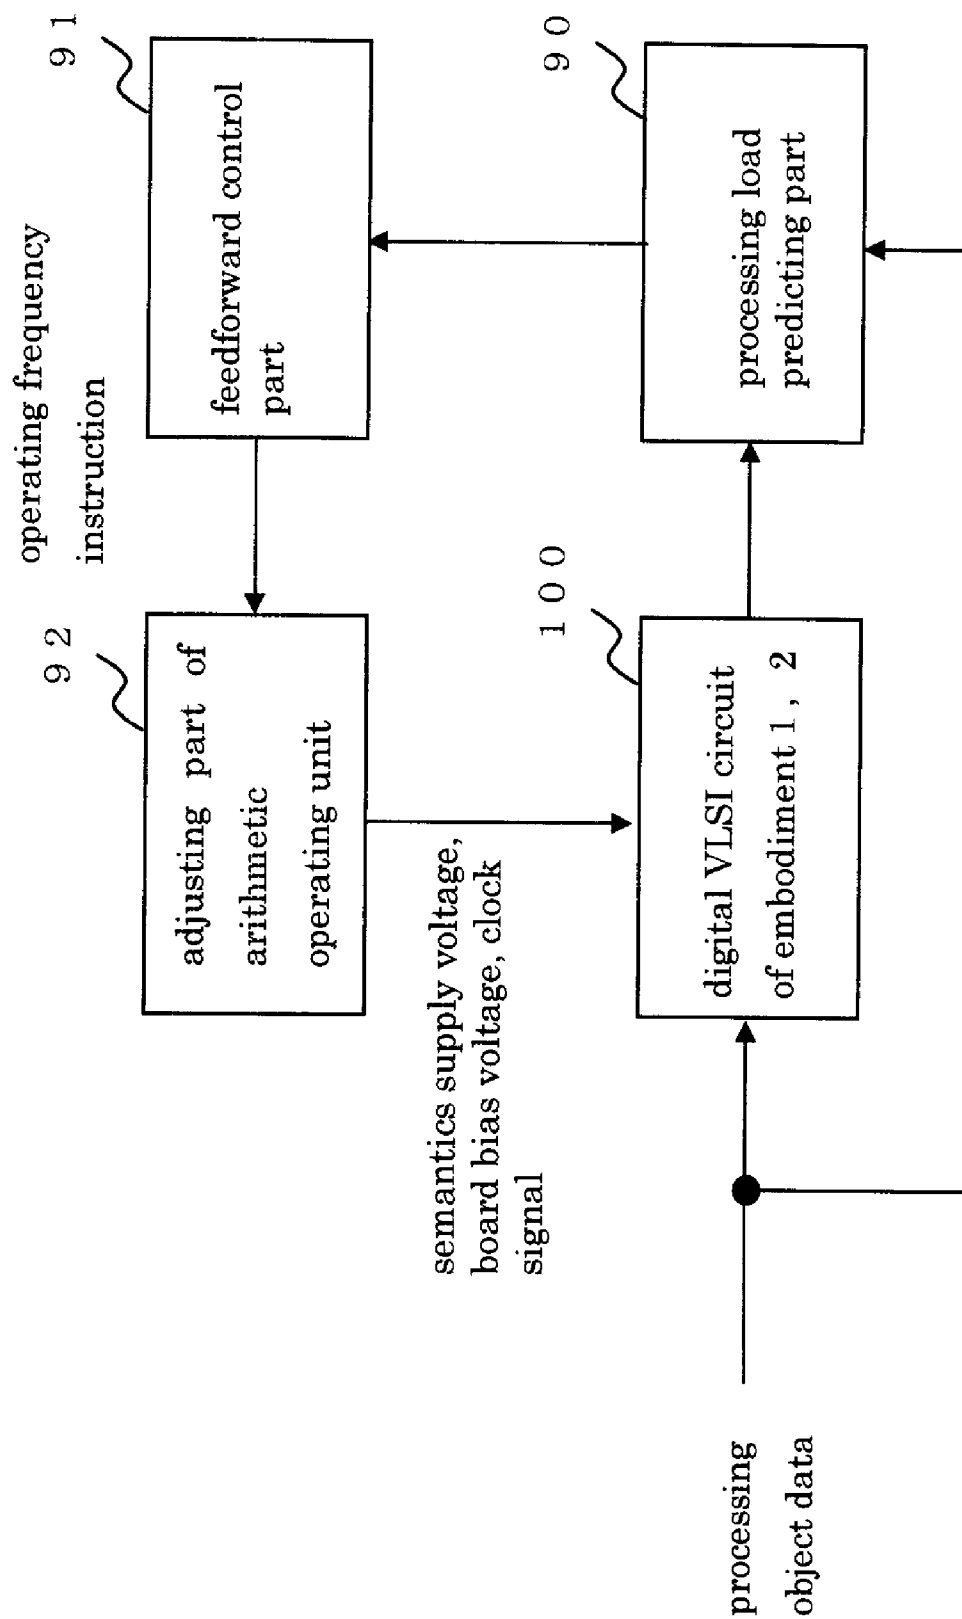 operating frequency
instruction
9 2
9 1
adjusting part of
arithmetic
operating unit
feedforward control
part
semantics supply voltage,
board bias voltage, clock
signal
1 0 0
9 0
processing
object data
digital VLSI circuit
of embodiment 1 , 2
processing load
predicting part